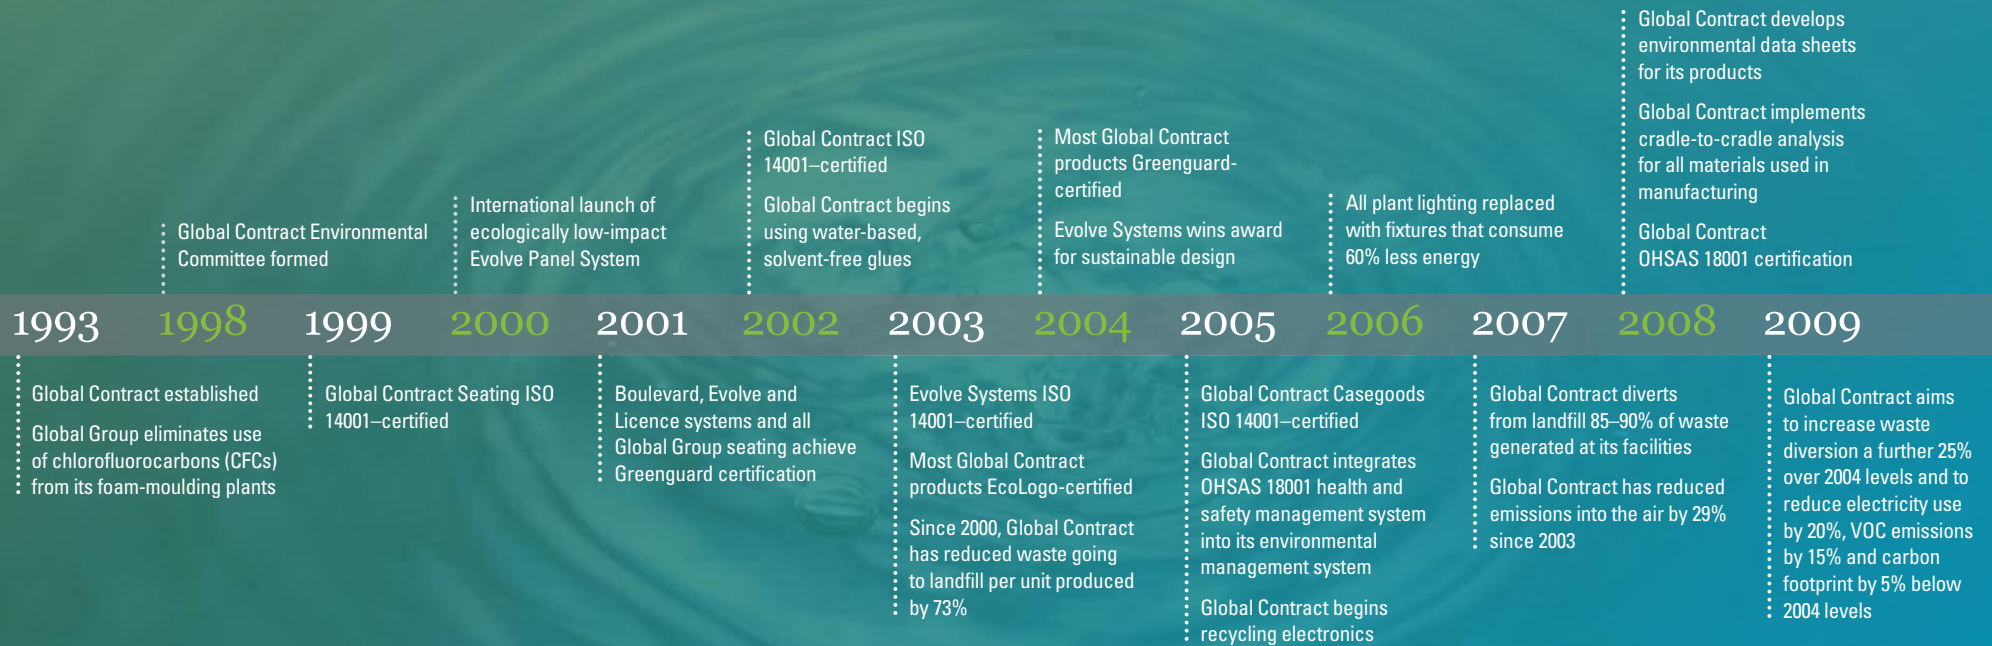 Global Contract develops
environmental data sheets
for its products
Global Contract implements
cradle-to-cradle analysis
for all materials used in
manufacturing
Global Contract
OHSAS 18001 certification
Global Contract ISO
14001–certified
Global Contract begins
using water-based,
solvent-free glues
Most Global Contract
products Greenguard-
certified
Evolve Systems wins award
for sustainable design
All plant lighting replaced
with fixtures that consume
60% less energy
International launch of
ecologically low-impact
Evolve Panel System
Global Contract Environmental
Committee formed
1993 1998 1999 2000 2001 2002 2003 2004 2005 2006 2007 2008 2009
Global Contract established
Global Group eliminates use
of chlorofluorocarbons (CFCs)
from its foam-moulding plants
Global Contract Seating ISO
14001–certified
Boulevard, Evolve and
Licence systems and all
Global Group seating achieve
Greenguard certification
Evolve Systems ISO
14001–certified
Most Global Contract
products EcoLogo-certified
Since 2000, Global Contract
has reduced waste going
to landfill per unit produced
by 73%
Global Contract Casegoods
ISO 14001–certified
Global Contract integrates
OHSAS 18001 health and
safety management system
into its environmental
management system
Global Contract begins
recycling electronics
Global Contract diverts
from landfill 85–90% of waste
generated at its facilities
Global Contract has reduced
emissions into the air by 29%
since 2003
Global Contract aims
to increase waste
diversion a further 25%
over 2004 levels and to
reduce electricity use
by 20%, VOC emissions
by 15% and carbon
footprint by 5% below
2004 levels